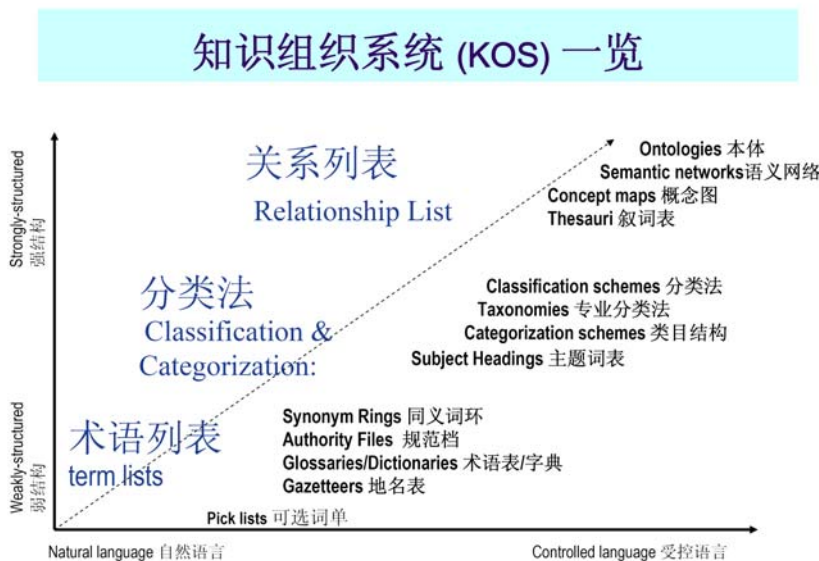 知识组织系统 (KOS) 一览
Strongly-structured
强结构
关系列表
Relationship List
Ontologies 本体
Semantic networks语义网络
Concept maps 概念图
Thesauri 叙词表
分类法
Classification &
Categorization:
Classification schemes 分类法
Taxonomies 专业分类法
Categorization schemes 类目结构
Subject Headings 主题词表
Weakly-structured
弱结构
术语列表
term lists
Synonym Rings 同义词环
Authority Files 规范档
Glossaries/Dictionaries 术语表/字典
Gazetteers 地名表
Pick lists 可选词单
Natural language 自然语言
Controlled language 受控语言